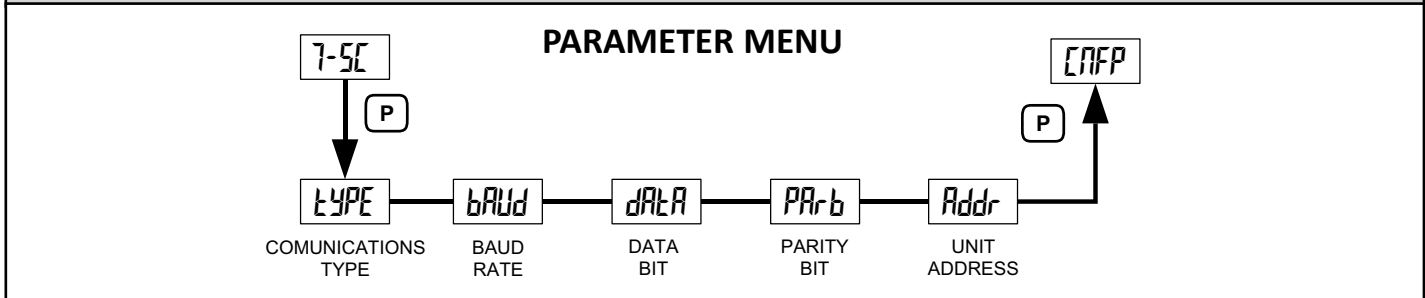 PARAMETER MENU
7-SC
CNFP
P
P
tYPE
bAUd
dAtA
PArb
Addr
COMUNICATIONS
TYPE
BAUD
RATE
DATA
BIT
PARITY
BIT
UNIT
ADDRESS